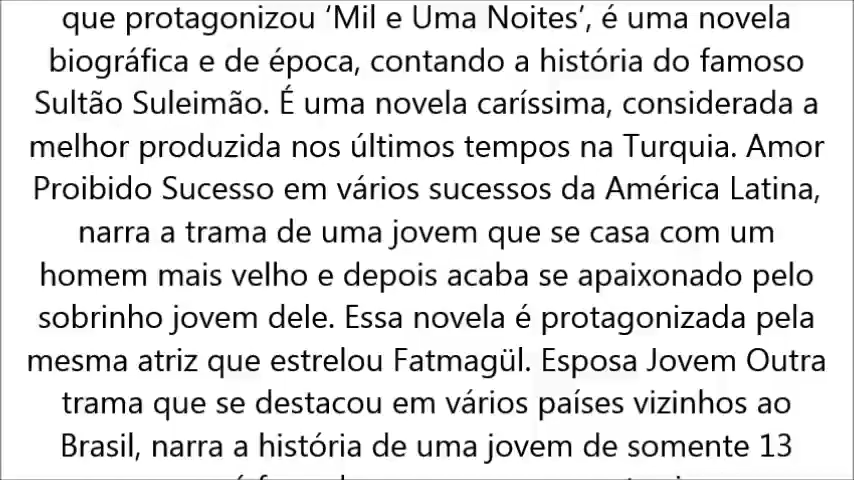 que protagonizou ‘Mil e Uma Noites’, é uma novela
biográfica e de época, contando a história do famoso
Sultão Suleimão. É uma novela caríssima, considerada a
melhor produzida nos últimos tempos na Turquia. Amor
Proibido Sucesso em vários sucessos da América Latina,
narra a trama de uma jovem que se casa com um
homem mais velho e depois acaba se apaixonado pelo
sobrinho jovem dele. Essa novela é protagonizada pela
mesma atriz que estrelou Fatmagül. Esposa Jovem Outra
trama que se destacou em vários países vizinhos ao
Brasil, narra a história de uma jovem de somente 13